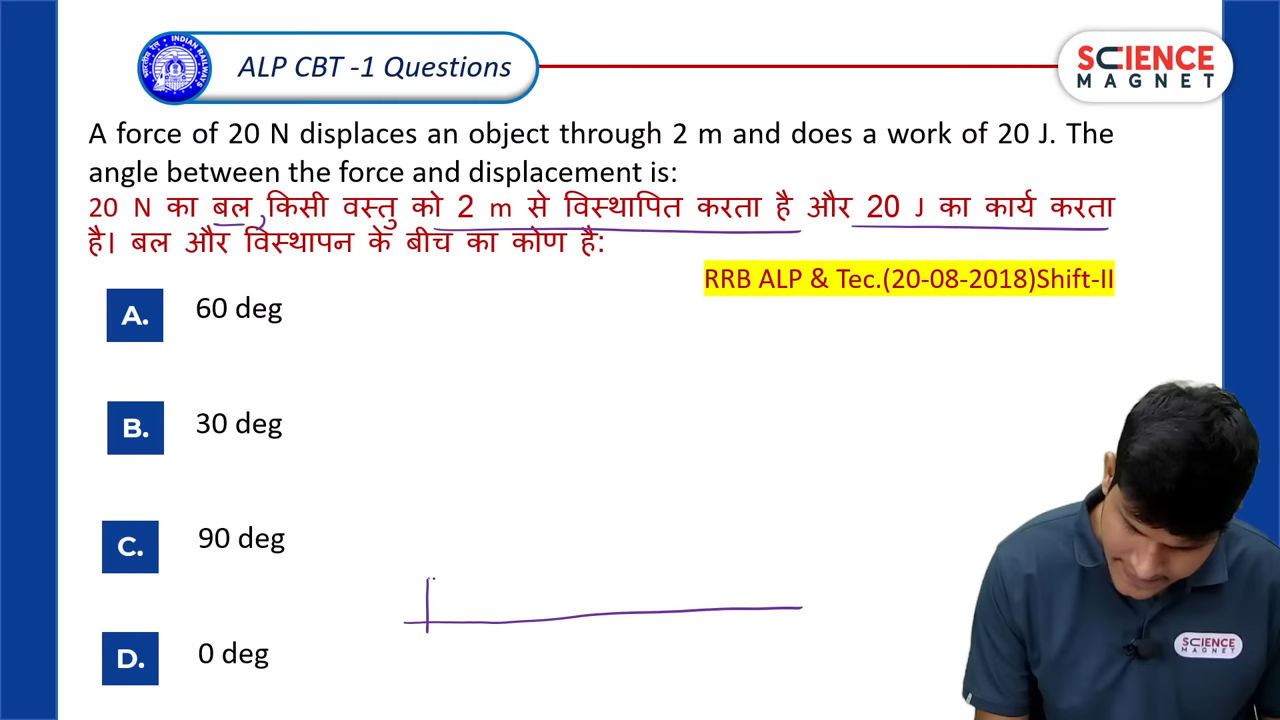 ALP CBT -1 Questions
SCIENCE
MAGNET
A force of 20 N displaces an object through 2 m and does a work of 20 J. The
angle between the force and displacement is:
20 N का बल किसी वस्तु को 2 m से विस्थापित करता है और 20 J का कार्य करता
है। बल और विस्थापन के बीच का कोण है:
RRB ALP & Tec.(20-08-2018)Shift-II
A. 60 deg
B. 30 deg
C. 90 deg
D. 0 deg
SCIENCE
MAGNET